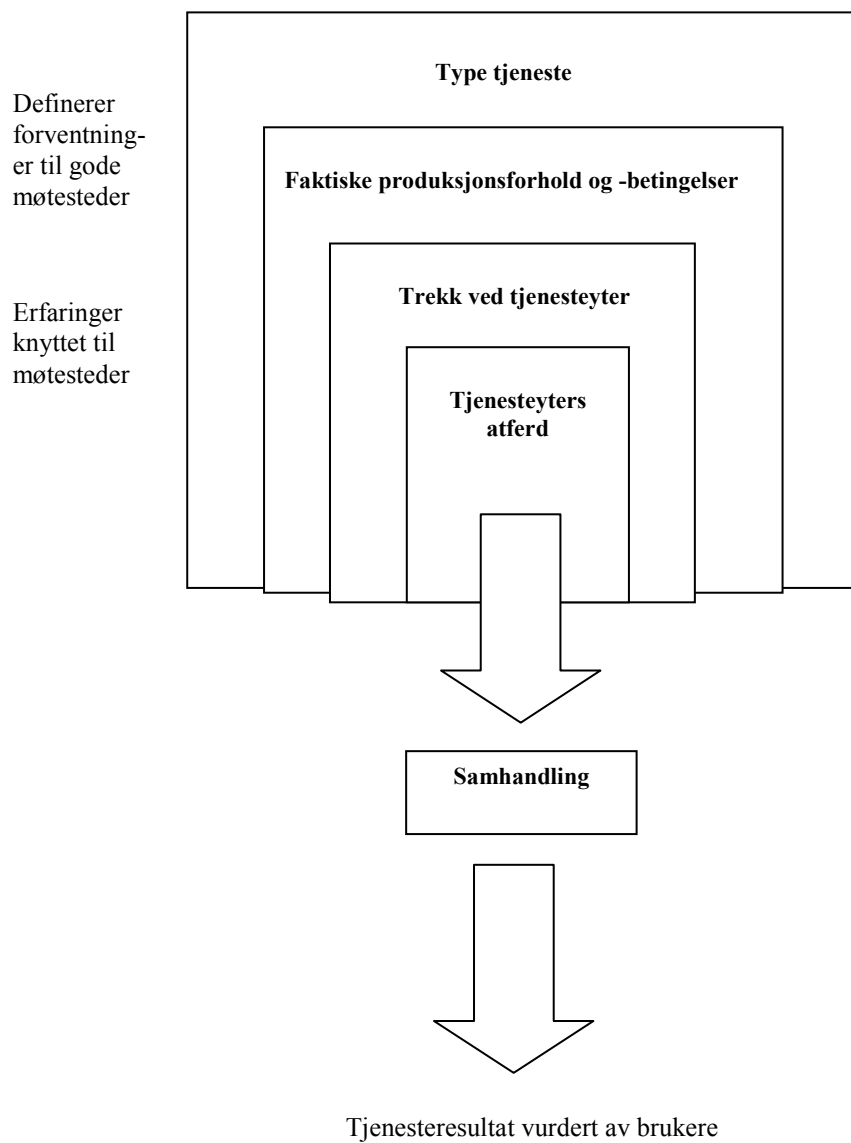 Type tjeneste
Definerer
forventning-
er til gode
møtesteder
Faktiske produksjonsforhold og -betingelser
Trekk ved tjenesteyter
Erfaringer
knyttet til
møtesteder
Tjenesteyters
atferd
Samhandling
Tjenesteresultat vurdert av brukere